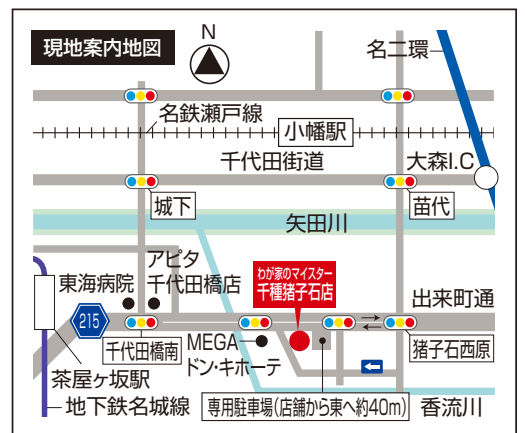 現地案内地図
N
名二環
名鉄瀬戸線
小幡駅
千代田街道
大森I.C
城下
苗代
矢田川
アピタ
千代田橋店
東海病院
わが家のマイスター
千種猪子石店
出来町通
215
千代田橋南
MEGA
ドン・キホーテ
猪子石西原
茶屋ヶ坂駅
地下鉄名城線
専用駐車場(店舗から東へ約40m)
香流川